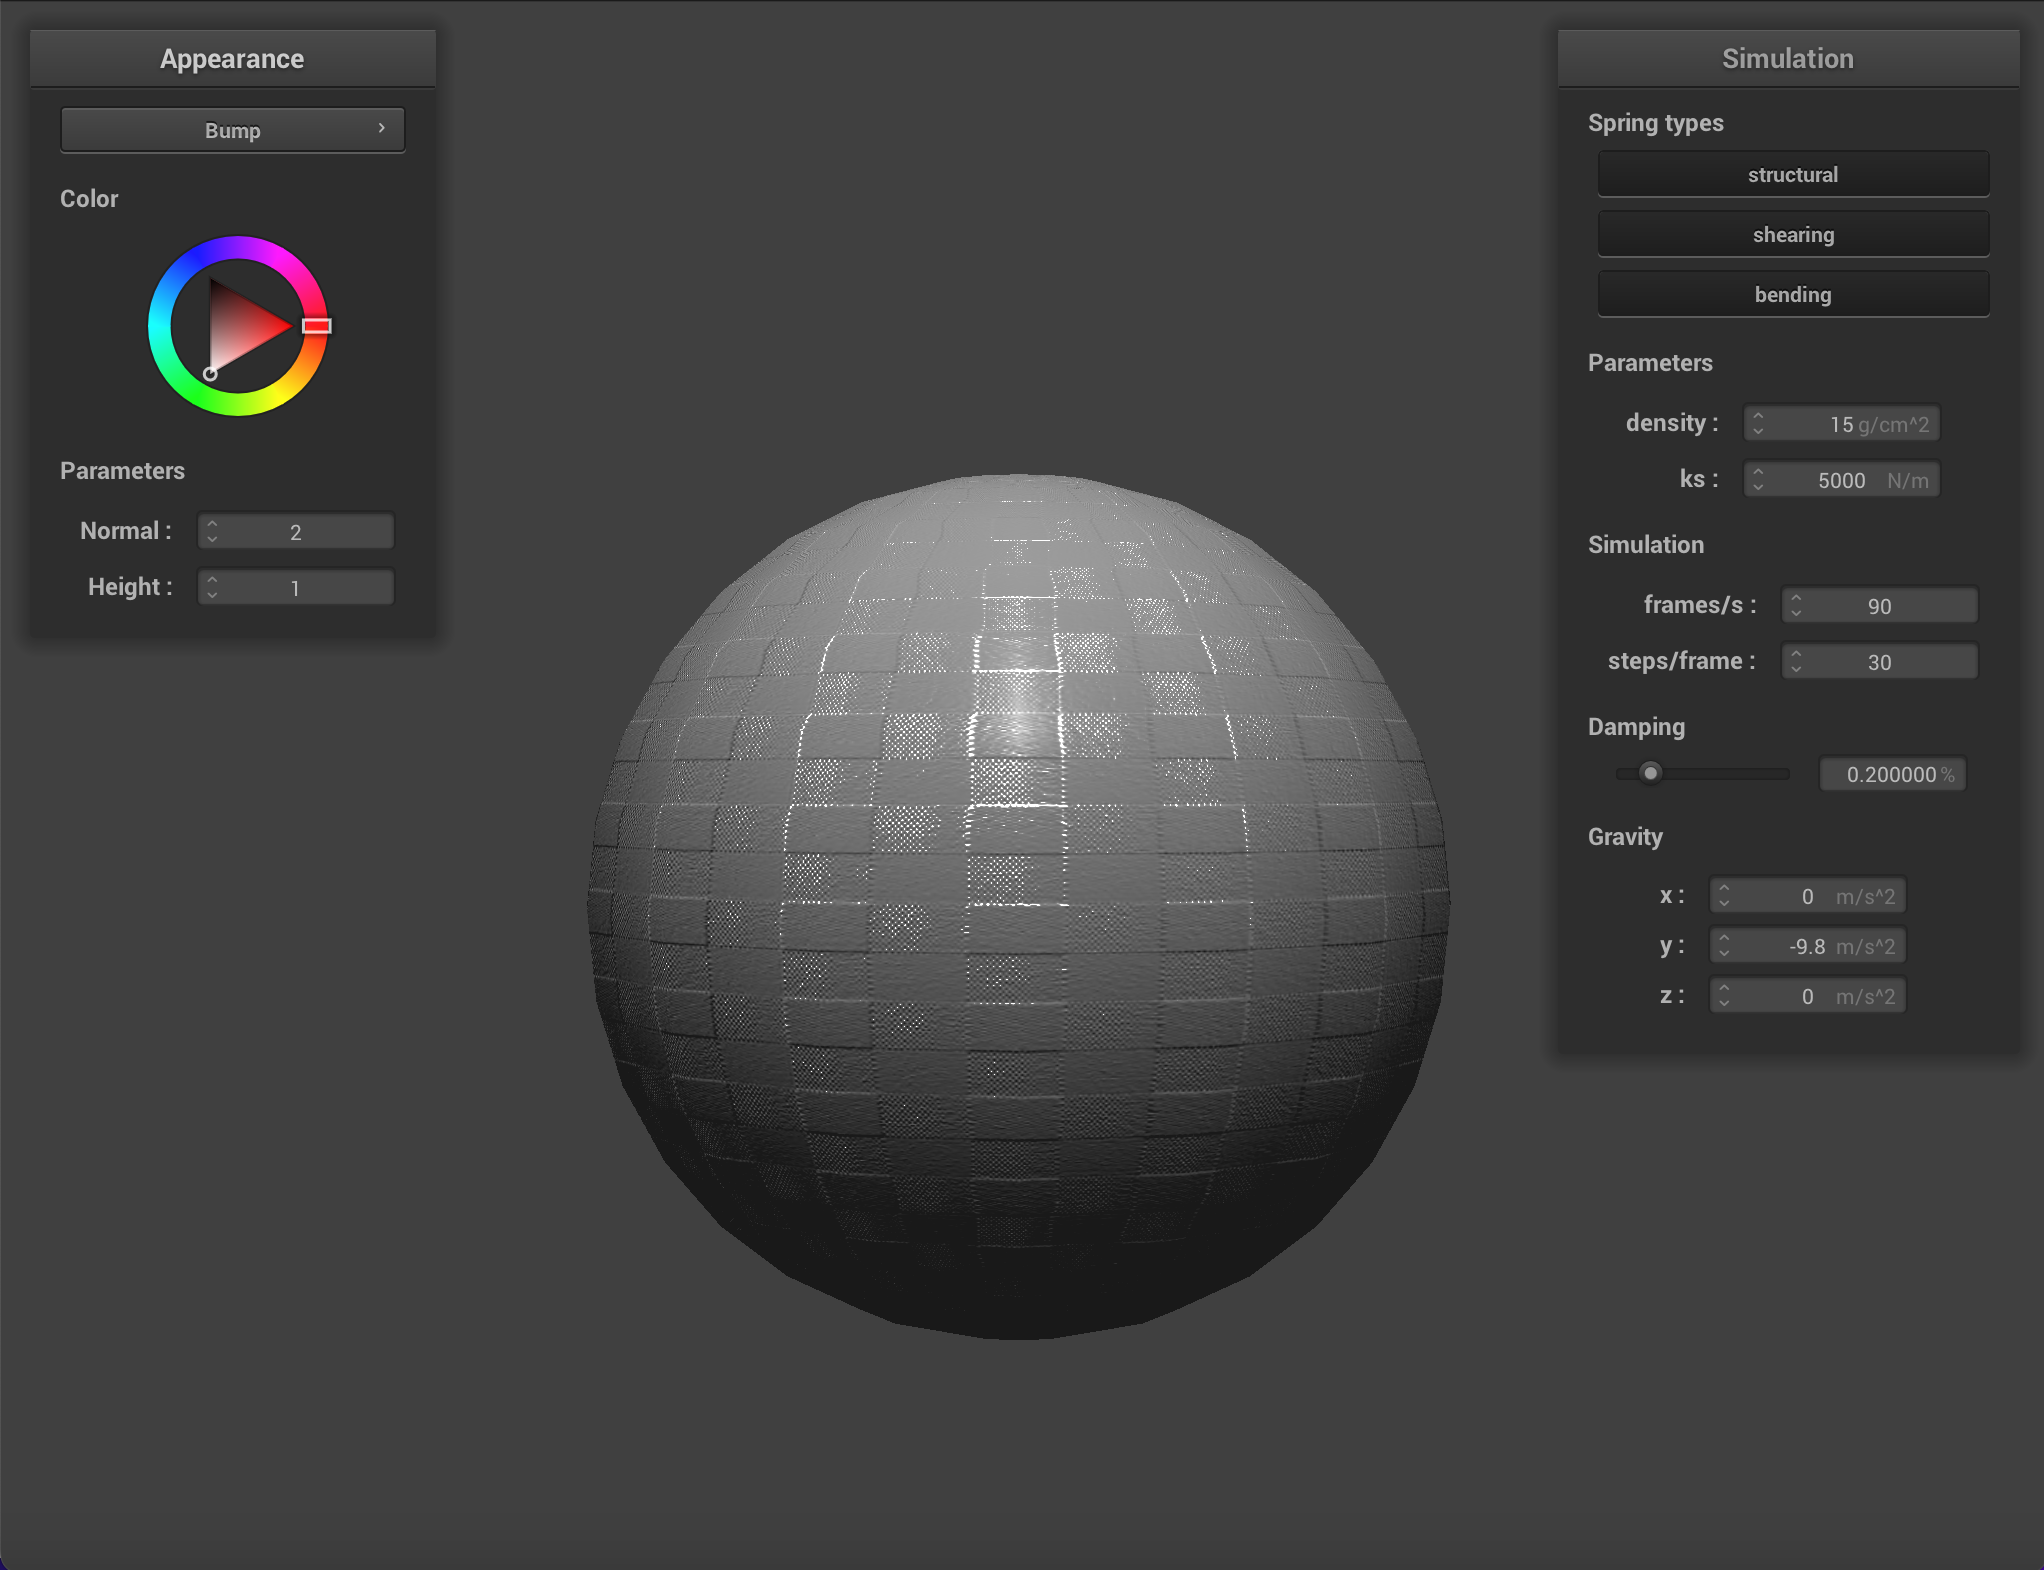 Appearance
Bump
Color
Parameters
Normal : 2
Height : 1
Simulation
Spring types
structural
shearing
bending
Parameters
density : 15 g/cm^2
ks : 5000 N/m
Simulation
frames/s : 90
steps/frame : 30
Damping
0.200000 %
Gravity
x : 0 m/s^2
y : -9.8 m/s^2
z : 0 m/s^2